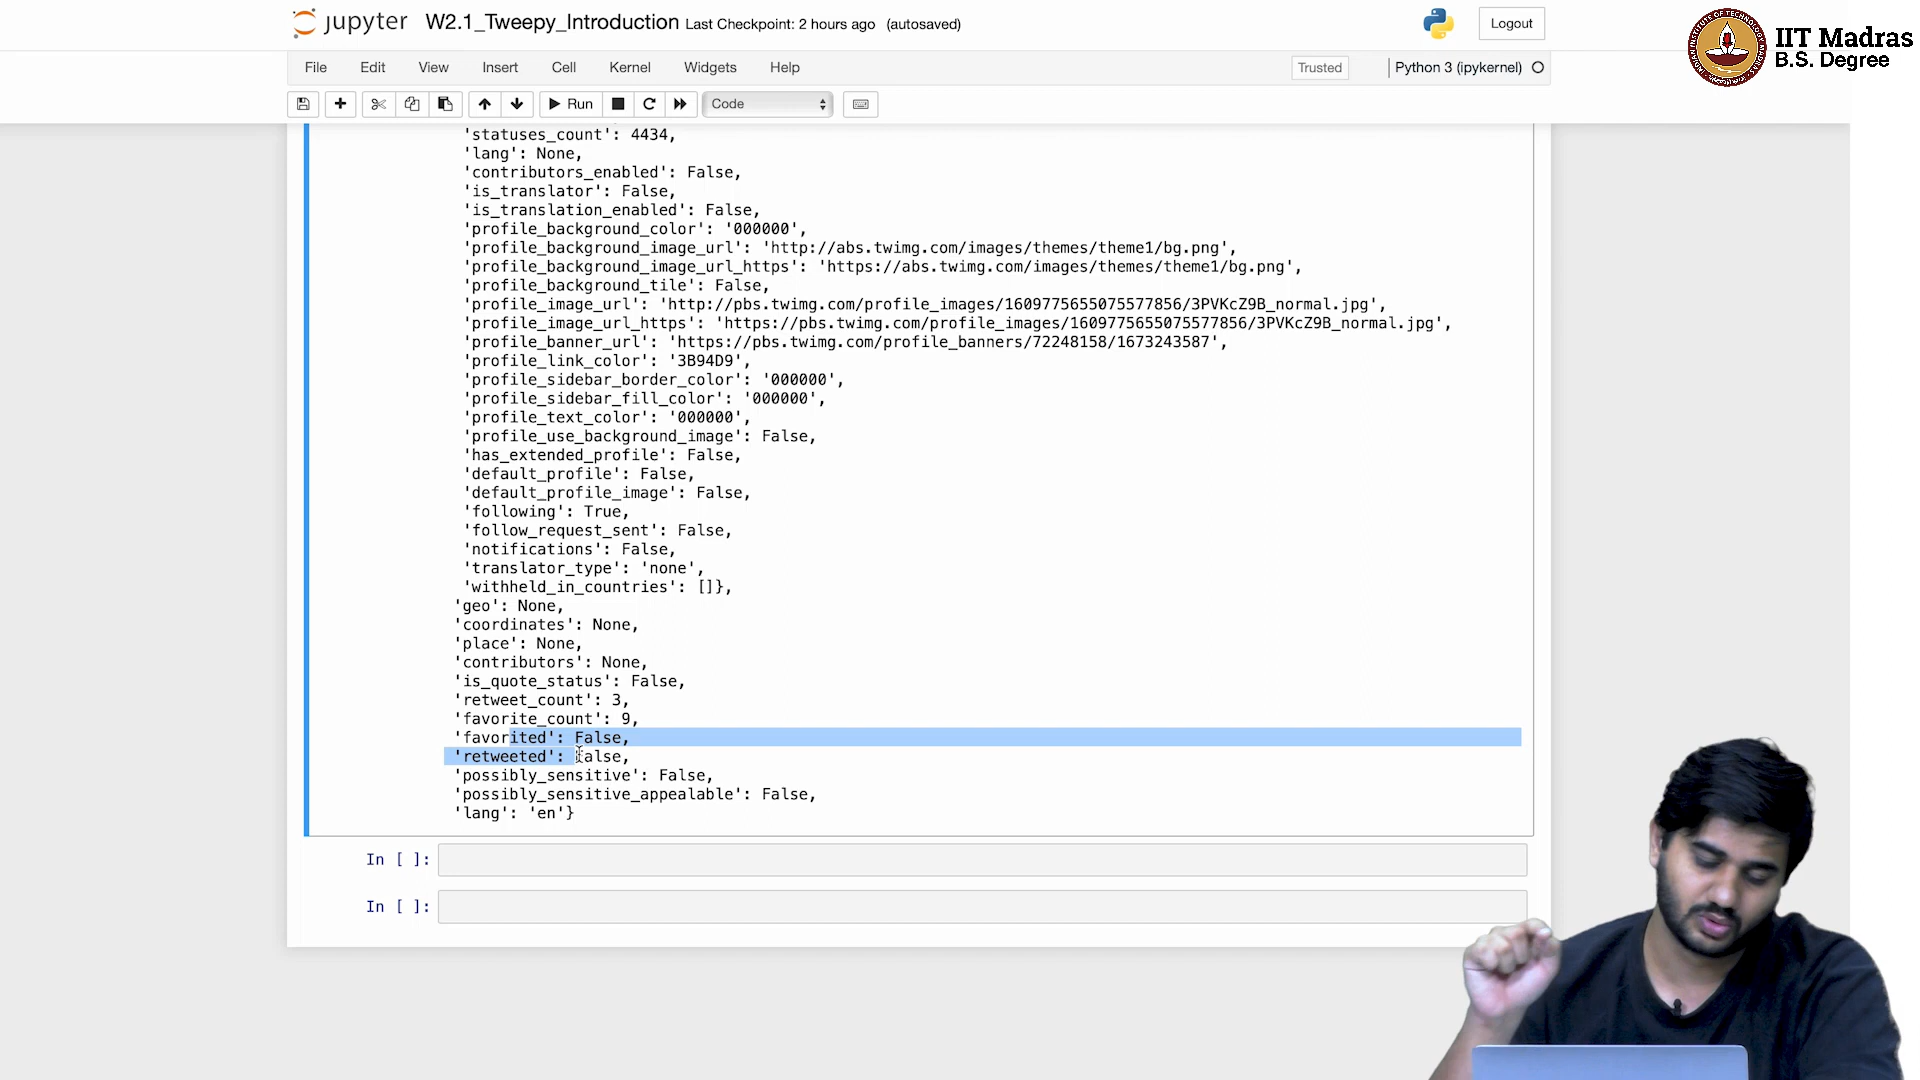 jupyter W2.1_Tweepy_Introduction Last Checkpoint: 2 hours ago (autosaved)
Logout
IIT Madras
B.S. Degree
File Edit View Insert Cell Kernel Widgets Help
Trusted
Python 3 (ipykernel)
Run
Code
'statuses_count': 4434,
'lang': None,
'contributors_enabled': False,
'is_translator': False,
'is_translation_enabled': False,
'profile_background_color': '000000',
'profile_background_image_url': 'http://abs.twimg.com/images/themes/theme1/bg.png',
'profile_background_image_url_https': 'https://abs.twimg.com/images/themes/theme1/bg.png',
'profile_background_tile': False,
'profile_image_url': 'http://pbs.twimg.com/profile_images/1609775655075577856/3PVKcZ9B_normal.jpg',
'profile_image_url_https': 'https://pbs.twimg.com/profile_images/1609775655075577856/3PVKcZ9B_normal.jpg',
'profile_banner_url': 'https://pbs.twimg.com/profile_banners/72248158/1673243587',
'profile_link_color': '3B94D9',
'profile_sidebar_border_color': '000000',
'profile_sidebar_fill_color': '000000',
'profile_text_color': '000000',
'profile_use_background_image': False,
'has_extended_profile': False,
'default_profile': False,
'default_profile_image': False,
'following': True,
'follow_request_sent': False,
'notifications': False,
'translator_type': 'none',
'withheld_in_countries': []},
'geo': None,
'coordinates': None,
'place': None,
'contributors': None,
'is_quote_status': False,
'retweet_count': 3,
'favorite_count': 9,
'favorited': False,
'retweeted': False,
'possibly_sensitive': False,
'possibly_sensitive_appealable': False,
'lang': 'en'}
In [ ]:
In [ ]: